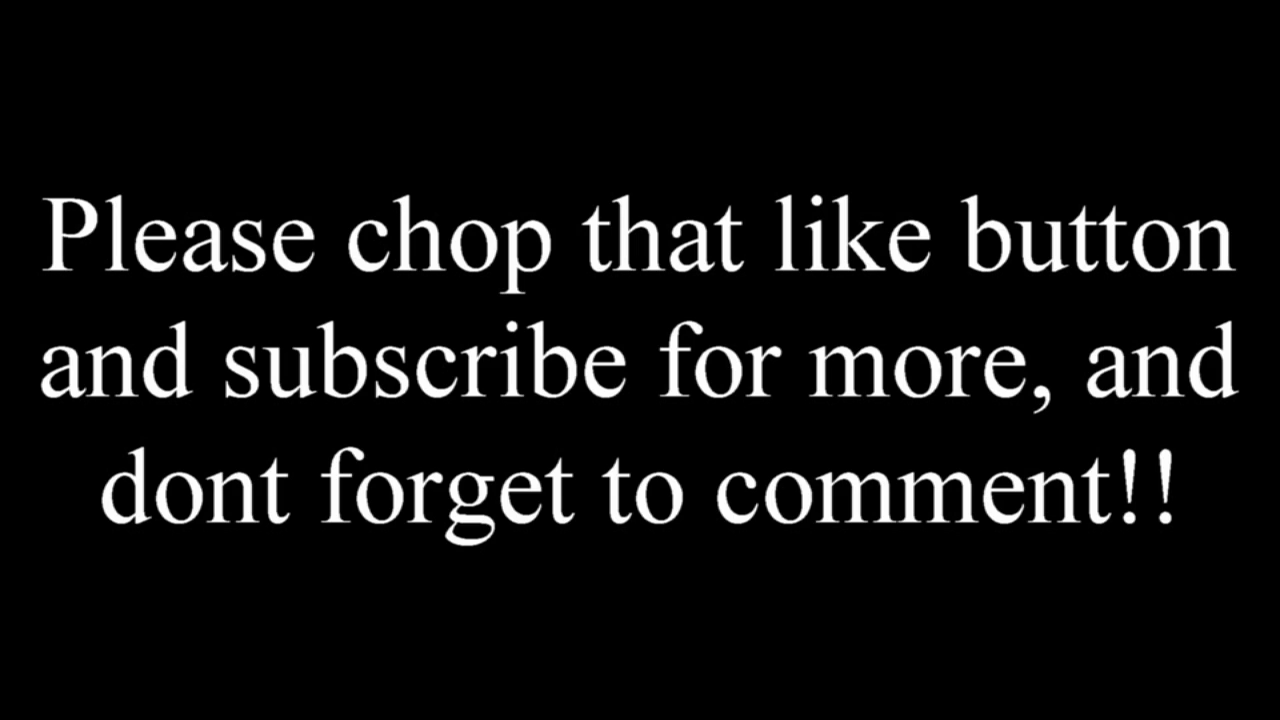 Please chop that like button
and subscribe for more, and
dont forget to comment!!